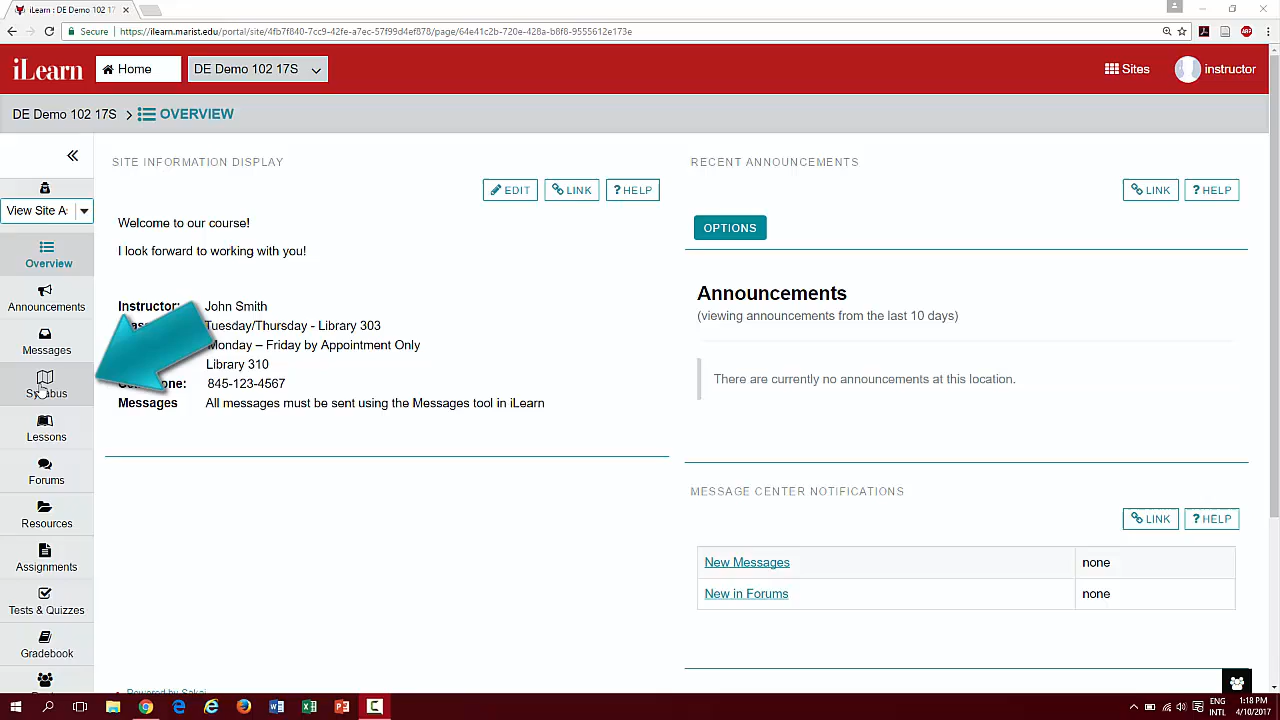 iLearn : DE Demo 102 17
Secure https://ilearn.marist.edu/portal/site/4fb7f840-7cc9-42fe-a7ec-57f99d4ef878/page/64e41c2b-720e-428a-b8f8-9555612e173e
iLearn Home DE Demo 102 17S Sites instructor
DE Demo 102 17S OVERVIEW
SITE INFORMATION DISPLAY
EDIT LINK ? HELP
Welcome to our course!
I look forward to working with you!
Instructor: John Smith
Tuesday/Thursday - Library 303
Monday – Friday by Appointment Only
Library 310
845-123-4567
Messages All messages must be sent using the Messages tool in iLearn
RECENT ANNOUNCEMENTS
LINK ? HELP
OPTIONS
Announcements
(viewing announcements from the last 10 days)
There are currently no announcements at this location.
MESSAGE CENTER NOTIFICATIONS
LINK ? HELP
New Messages none
New in Forums none
View Site A
Overview
Announcements
Messages
Syllabus
Lessons
Forums
Resources
Assignments
Tests & Quizzes
Gradebook
Powered by Sakai
ENG 1:18 PM
INTL 4/10/2017